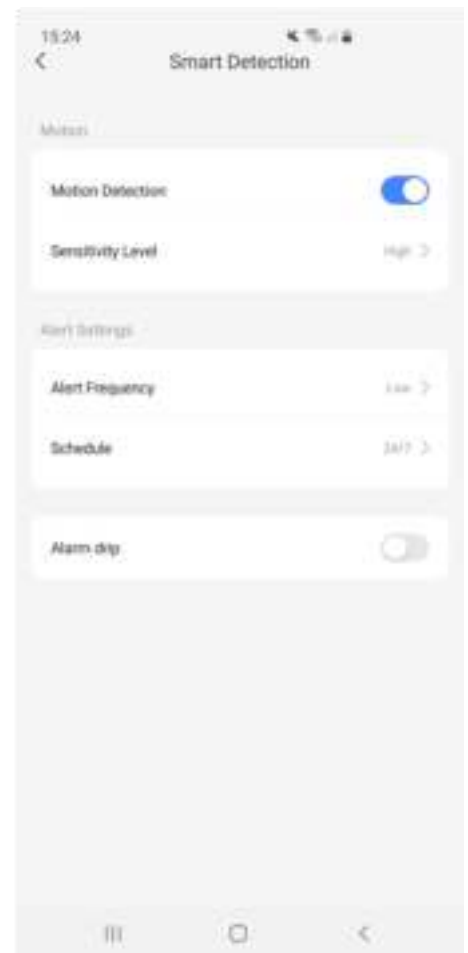 15:24
Smart Detection
Motion
Motion Detection
Sensitivity Level High
Alert Settings
Alert Frequency Low
Schedule 24/7
Alarm drip